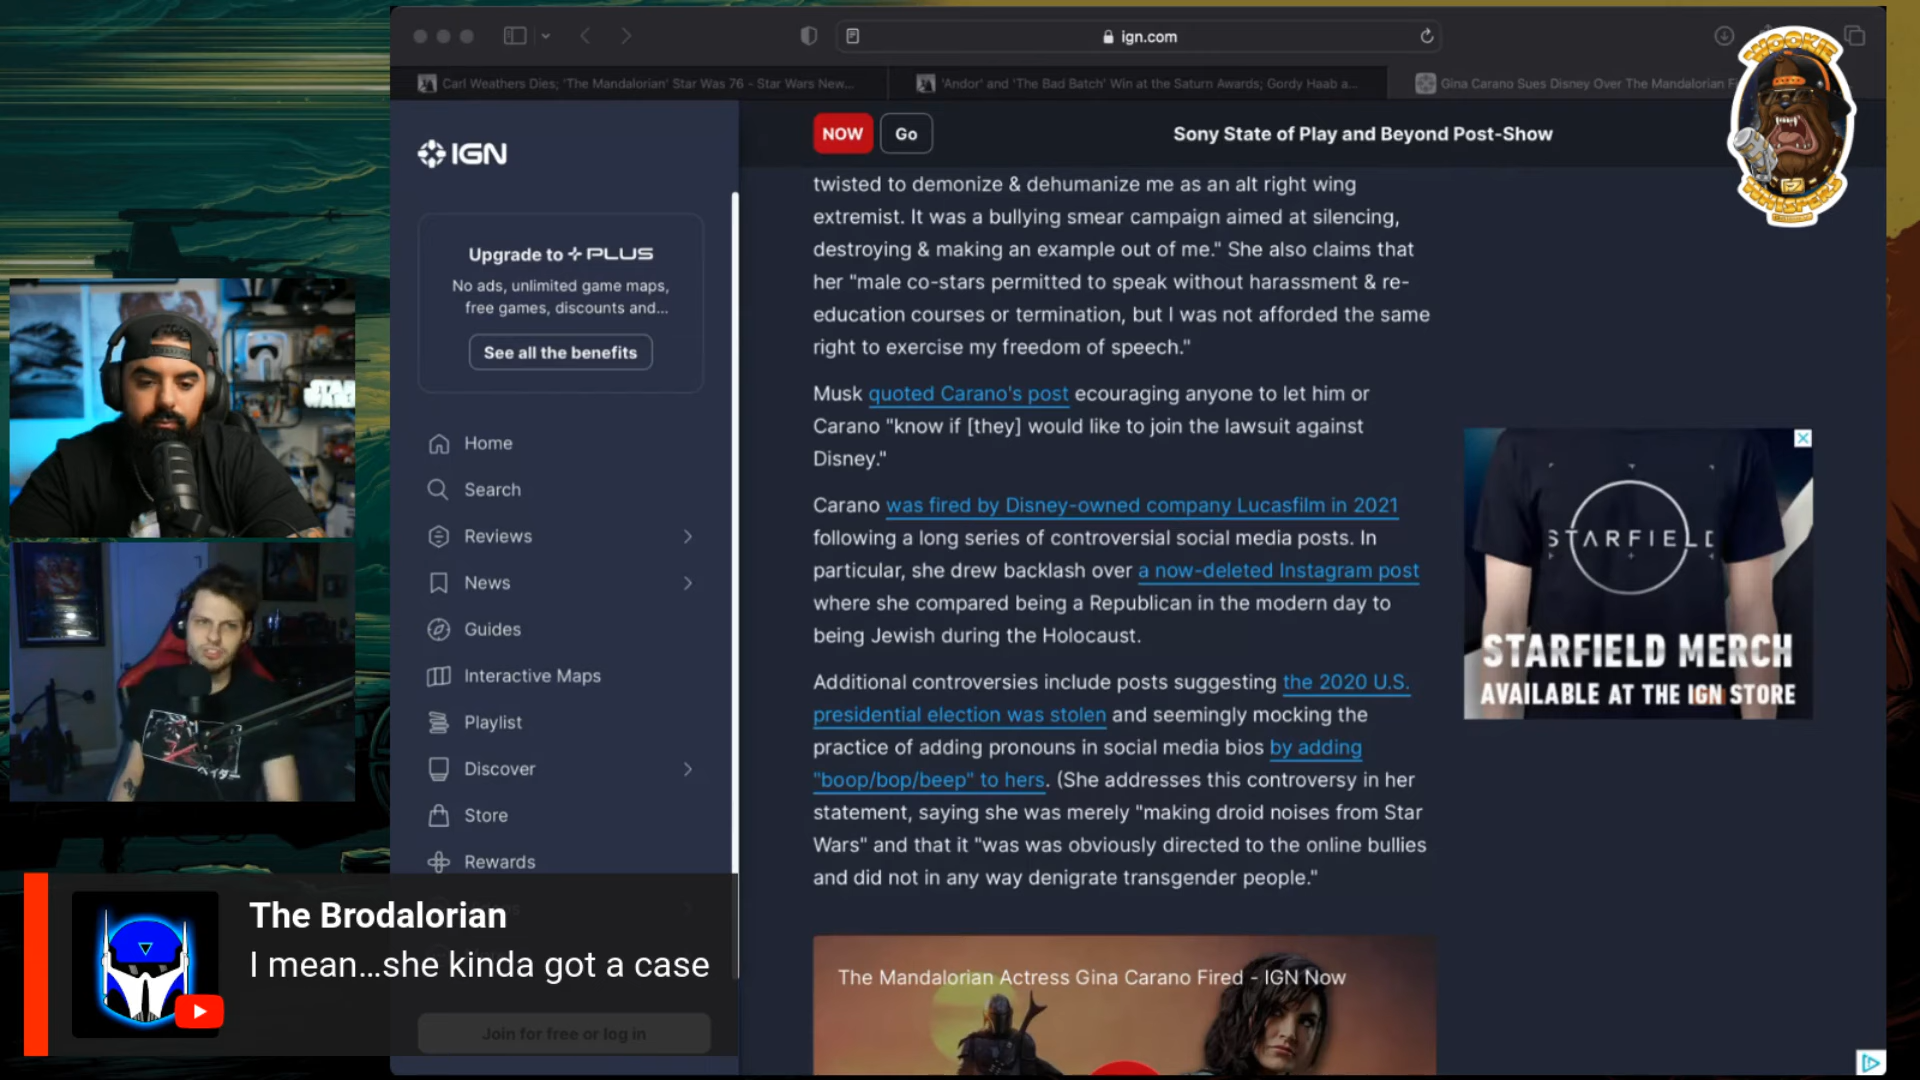 ign.com
Carl Weathers Dies; 'The Mandalorian' Star Was 76 - Star Wars New...
'Andor' and 'The Bad Batch' Win at the Saturn Awards; Gordy Haab a...
Gina Carano Sues Disney Over The Mandalorian F
WOOKIE
WHISPERS
IGN
NOW
Go
Sony State of Play and Beyond Post-Show
Upgrade to PLUS
No ads, unlimited game maps,
free games, discounts and...
See all the benefits
Home
Search
Reviews
News
Guides
Interactive Maps
Playlist
Discover
Store
Rewards
Join for free or log in
twisted to demonize & dehumanize me as an alt right wing
extremist. It was a bullying smear campaign aimed at silencing,
destroying & making an example out of me." She also claims that
her "male co-stars permitted to speak without harassment & re-
education courses or termination, but I was not afforded the same
right to exercise my freedom of speech."
Musk quoted Carano's post ecouraging anyone to let him or
Carano "know if [they] would like to join the lawsuit against
Disney."
Carano was fired by Disney-owned company Lucasfilm in 2021
following a long series of controversial social media posts. In
particular, she drew backlash over a now-deleted Instagram post
where she compared being a Republican in the modern day to
being Jewish during the Holocaust.
Additional controversies include posts suggesting the 2020 U.S.
presidential election was stolen and seemingly mocking the
practice of adding pronouns in social media bios by adding
"boop/bop/beep" to hers. (She addresses this controversy in her
statement, saying she was merely "making droid noises from Star
Wars" and that it "was was obviously directed to the online bullies
and did not in any way denigrate transgender people."
The Mandalorian Actress Gina Carano Fired - IGN Now
STARFIELD
STARFIELD MERCH
AVAILABLE AT THE IGN STORE
The Brodalorian
I mean...she kinda got a case